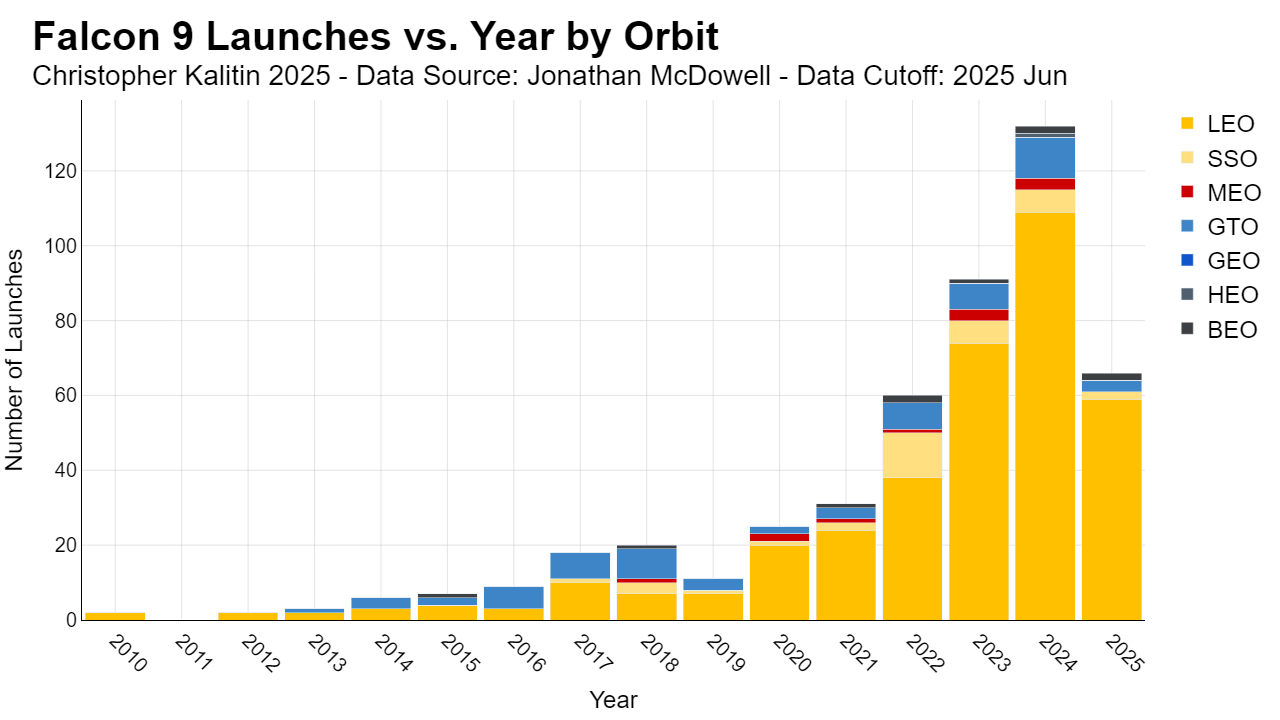 Falcon 9 Launches vs. Year by Orbit
Christopher Kalitin 2025 - Data Source: Jonathan McDowell - Data Cutoff: 2025 Jun
LEO
SSO
MEO
GTO
GEO
HEO
BEO
Number of Launches
120
100
80
60
40
20
0
2010
2011
2012
2013
2014
2015
2016
2017
2018
2019
2020
2021
2022
2023
2024
2025
Year